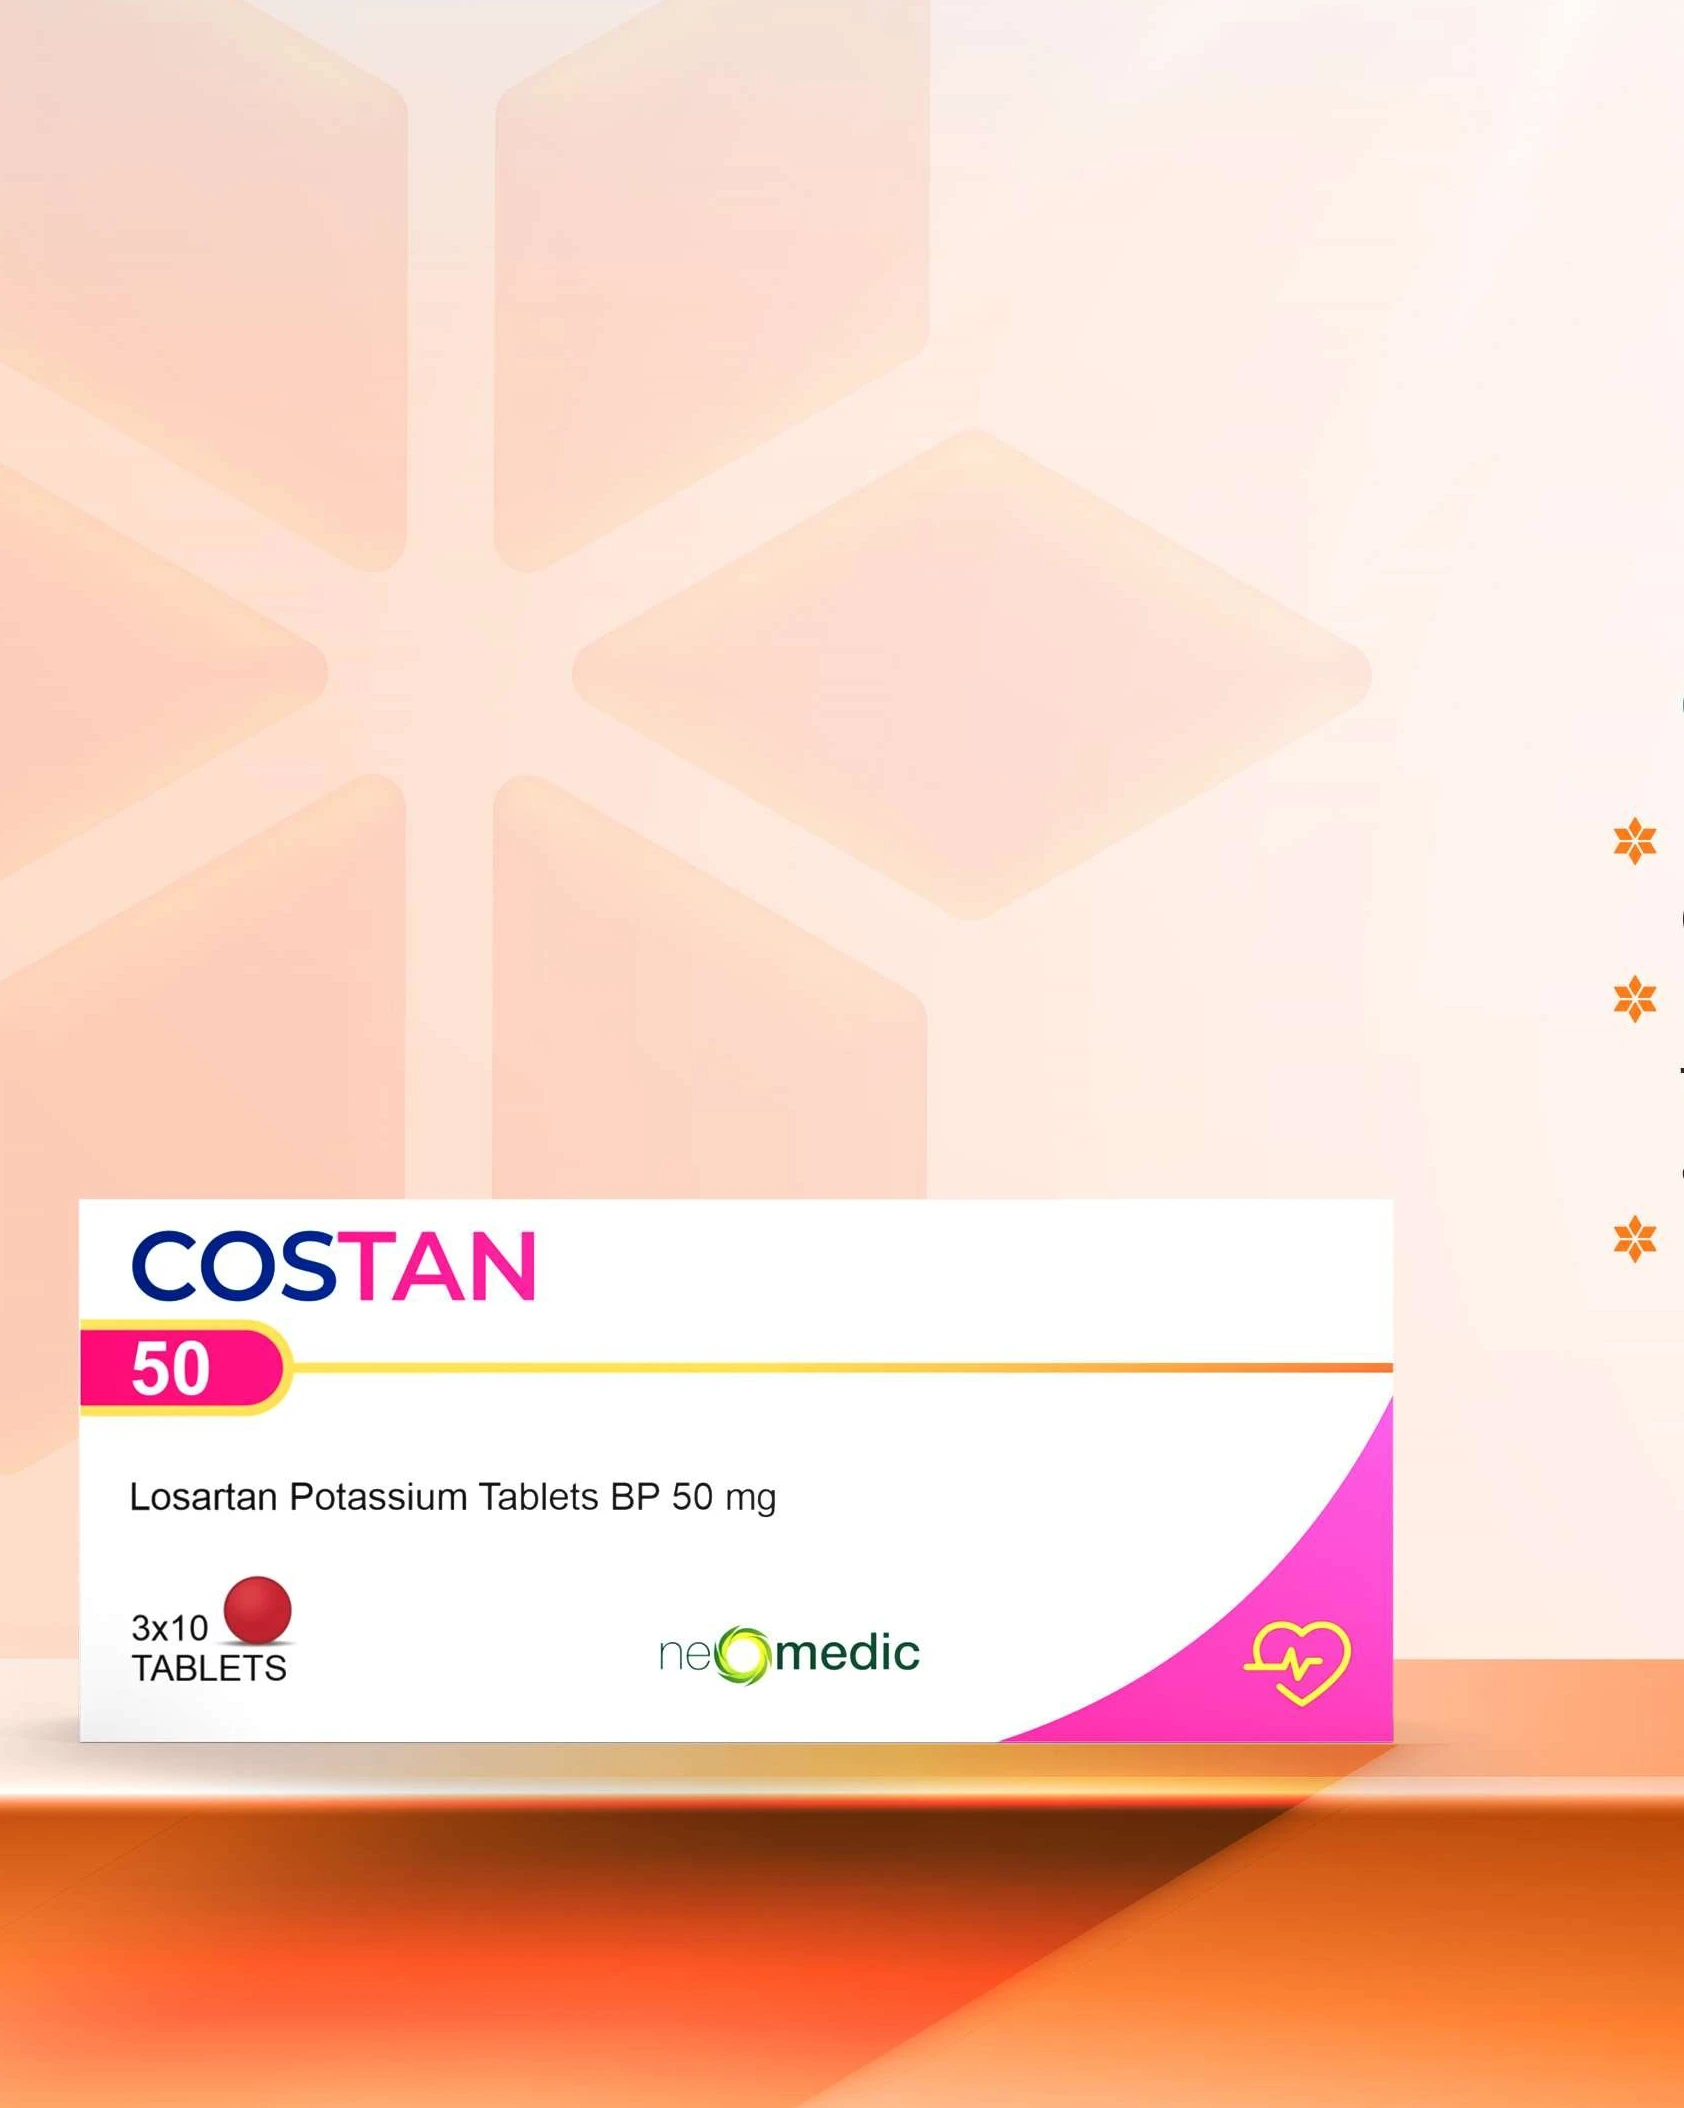 COSTAN
50
Losartan Potassium Tablets BP 50 mg
3x10
TABLETS
neomedic